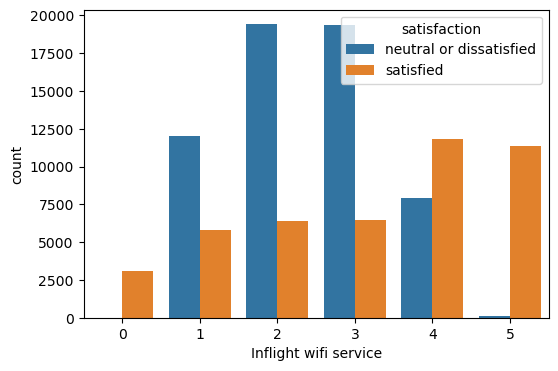 satisfaction
neutral or dissatisfied
satisfied
20000
17500
15000
12500
10000
7500
5000
2500
0
count
0 1 2 3 4 5
Inflight wifi service